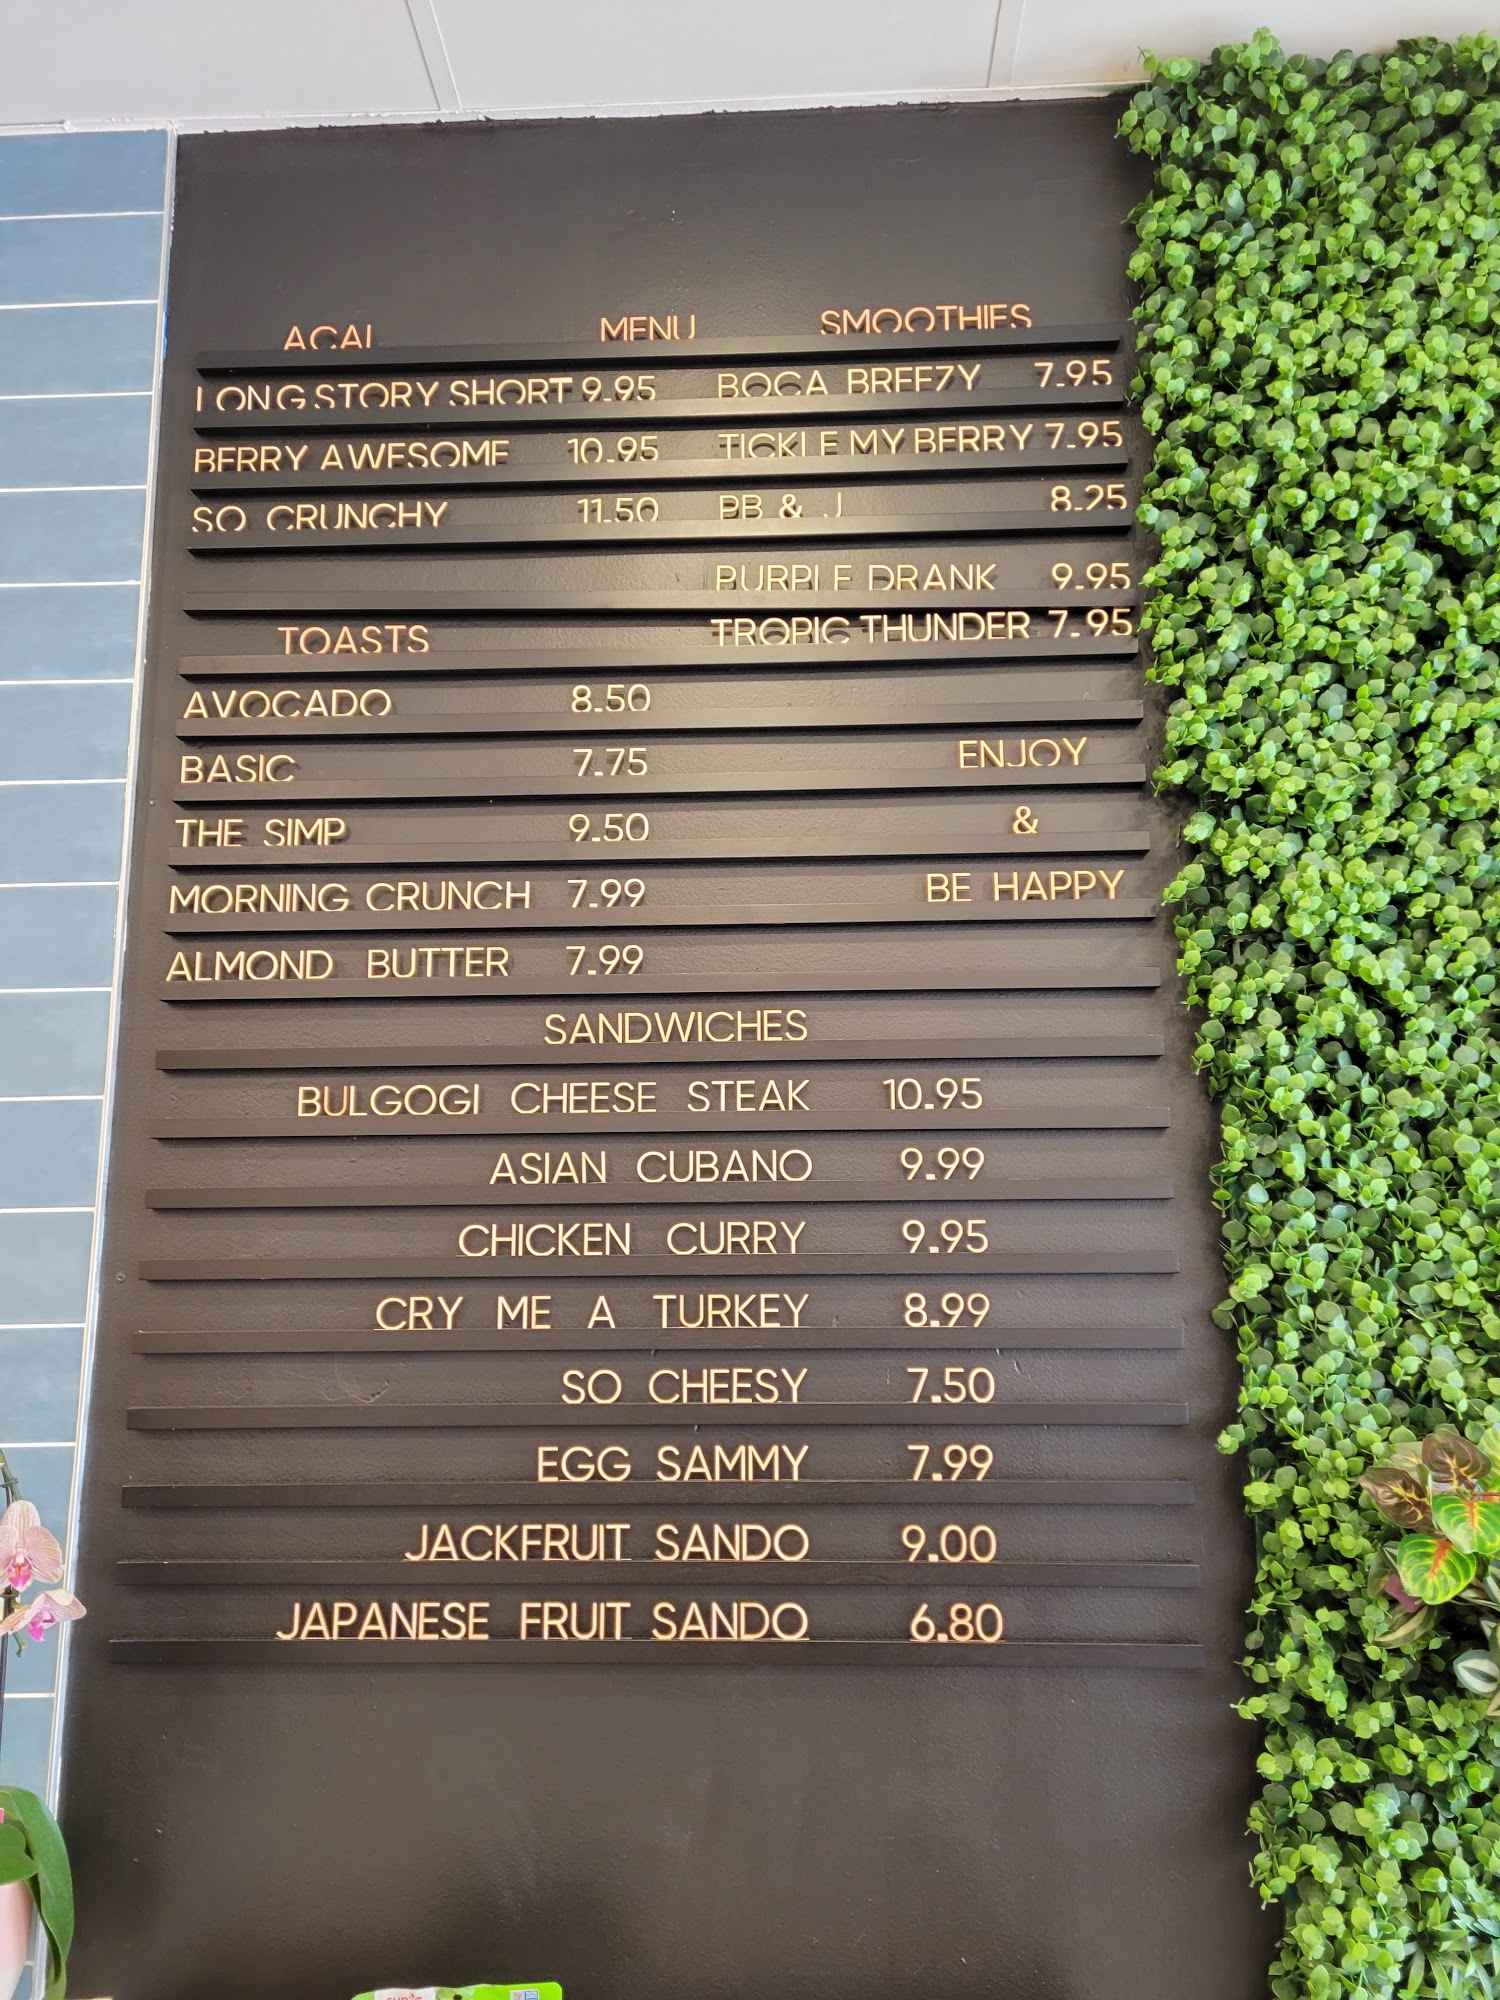 ACAI MENU SMOOTHIES
LONG STORY SHORT 9.95 BOCA BREEZY 7.95
BERRY AWESOME 10.95 TICKLE MY BERRY 7.95
SO CRUNCHY 11.50 PB & J 8.25
PURPLE DRANK 9.95
TOASTS TROPIC THUNDER 7.95
AVOCADO 8.50
BASIC 7.75 ENJOY
THE SIMP 9.50 &
MORNING CRUNCH 7.99 BE HAPPY
ALMOND BUTTER 7.99
SANDWICHES
BULGOGI CHEESE STEAK 10.95
ASIAN CUBANO 9.99
CHICKEN CURRY 9.95
CRY ME A TURKEY 8.99
SO CHEESY 7.50
EGG SAMMY 7.99
JACKFRUIT SANDO 9.00
JAPANESE FRUIT SANDO 6.80